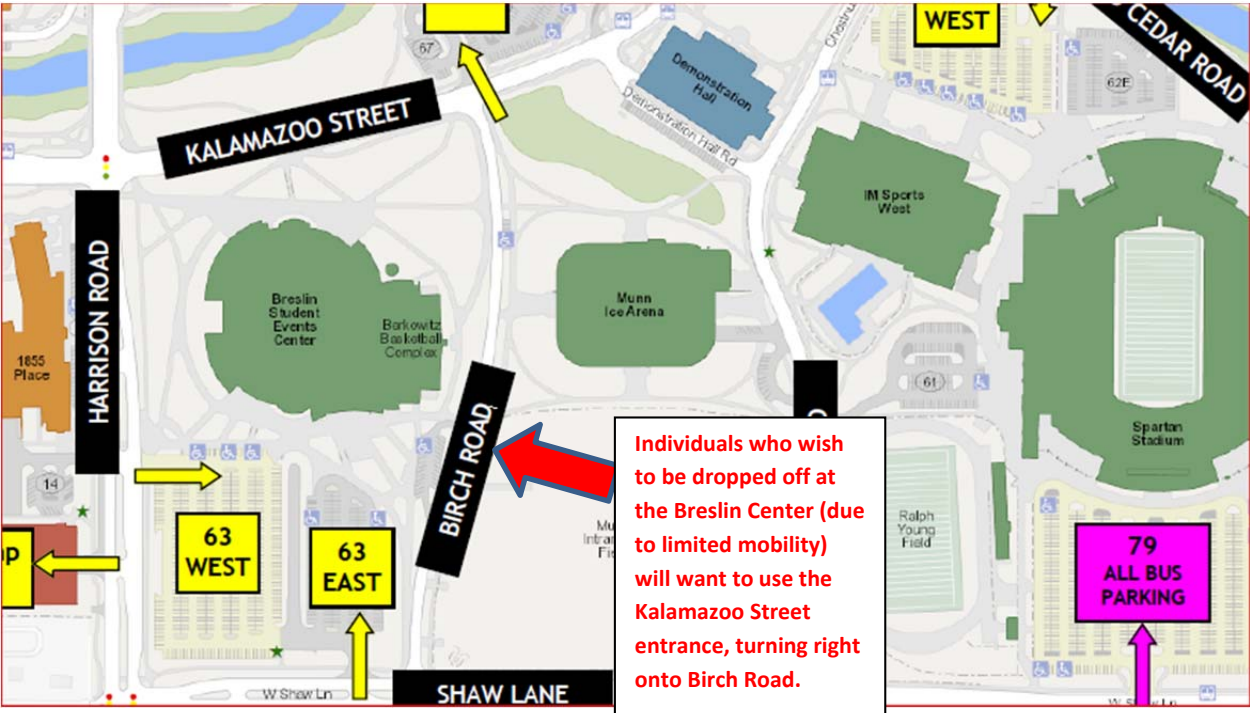 WEST
CEDAR ROAD
67
62E
Demonstration
Hall
Demonstration Hall Rd
KALAMAZOO STREET
IM Sports
West
HARRISON ROAD
Breslin
Student
Events
Center
Berkowitz
Basketball
Complex
Munn
Ice Arena
1855
Place
61
BIRCH ROAD
Spartan
Stadium
14
63
WEST
63
EAST
Individuals who wish
to be dropped off at
the Breslin Center (due
to limited mobility)
will want to use the
Kalamazoo Street
entrance, turning right
onto Birch Road.
Ralph
Young
Field
79
ALL BUS
PARKING
W Shaw Ln
SHAW LANE